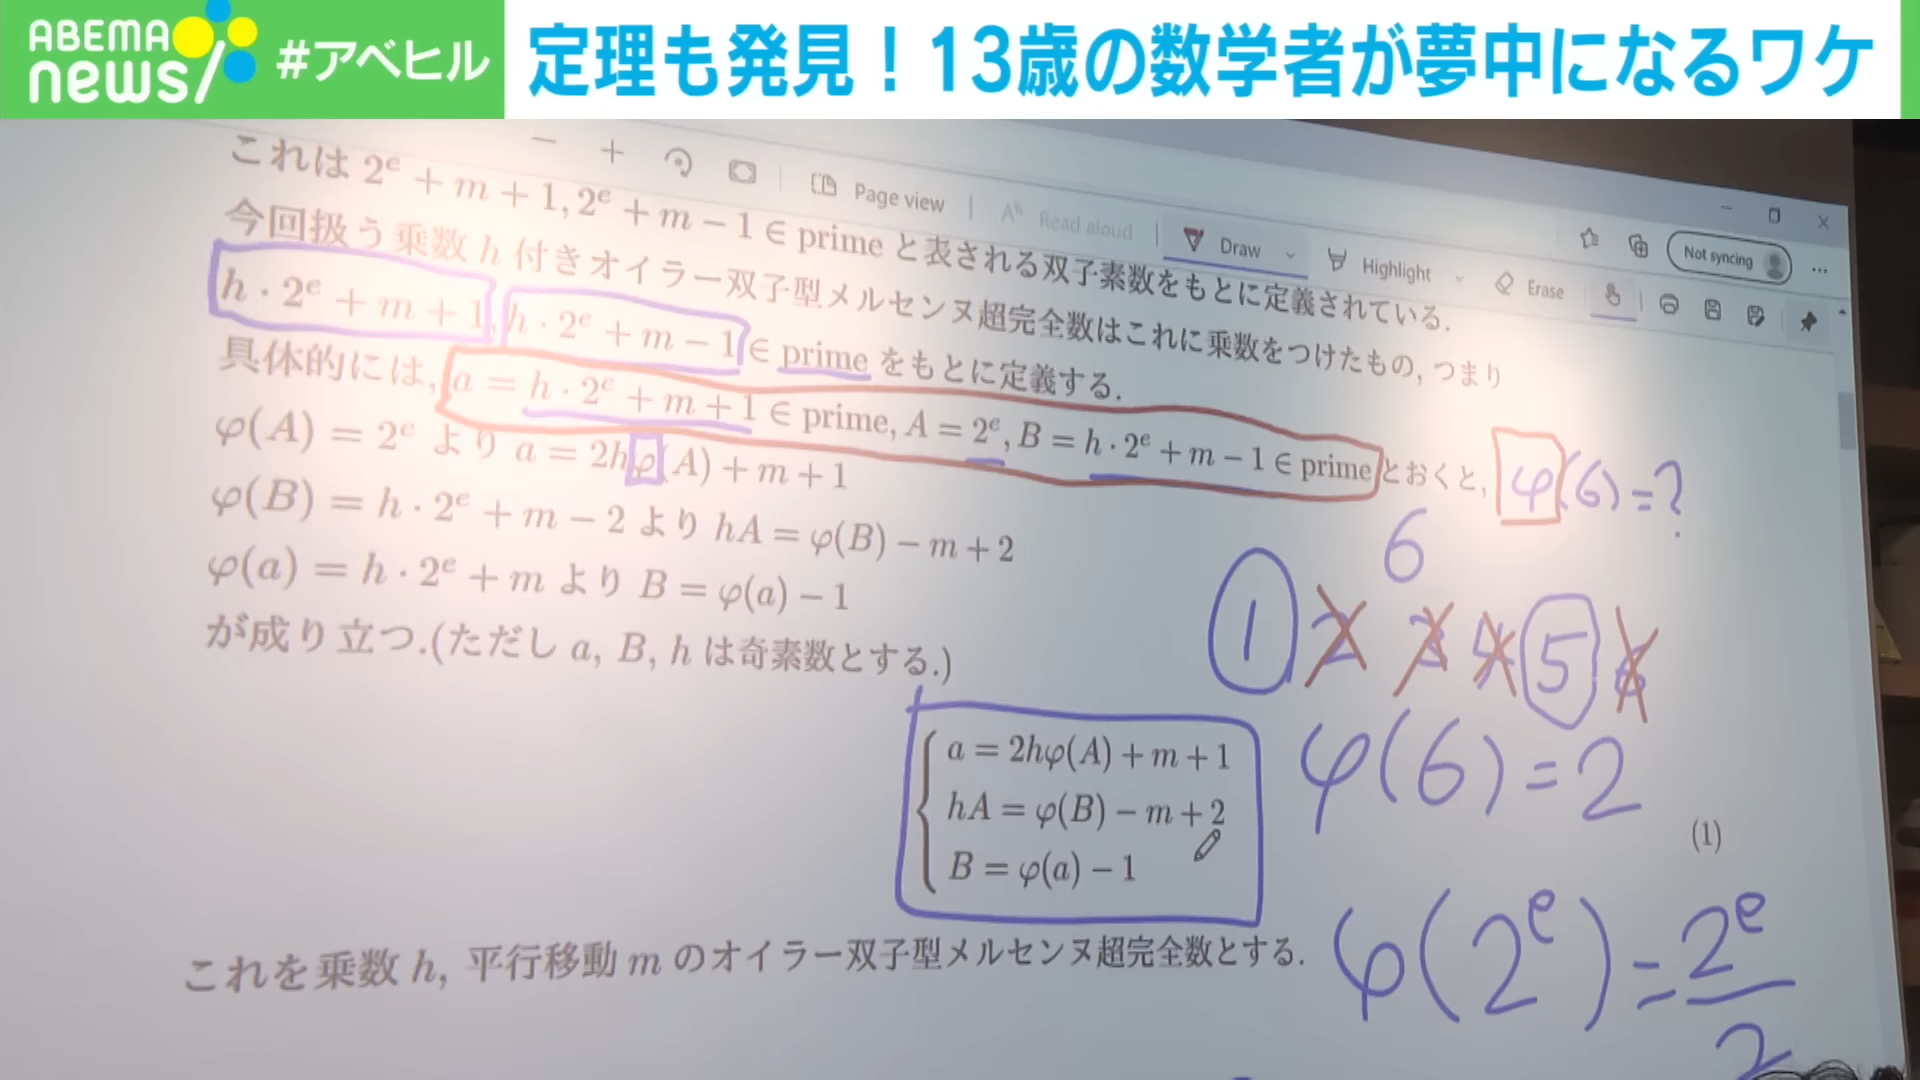 ABEMA
news/
#アベヒル
定理も発見！13歳の数学者が夢中になるワケ
Page view
Read aloud
Draw
Highlight
Erase
Not syncing
これは 2^e + m + 1, 2^e + m − 1 ∈ prime と表される双子素数をもとに定義されている.
今回扱う乗数 h 付きオイラー双子型メルセンヌ超完全数はこれに乗数をつけたもの, つまり
h · 2^e + m + 1, h · 2^e + m − 1 ∈ prime をもとに定義する.
具体的には, a = h · 2^e + m + 1 ∈ prime, A = 2^e, B = h · 2^e + m − 1 ∈ prime とおくと,
φ(A) = 2^e より a = 2hφ(A) + m + 1
φ(B) = h · 2^e + m − 2 より hA = φ(B) − m + 2
φ(a) = h · 2^e + m より B = φ(a) − 1
が成り立つ.(ただし a, B, h は奇素数とする.)
a = 2hφ(A) + m + 1
hA = φ(B) − m + 2
B = φ(a) − 1
(1)
これを乗数 h, 平行移動 m のオイラー双子型メルセンヌ超完全数とする.
φ(6)=?
6
1 2 3 4 5 6
φ(6)=2
φ(2^e)=2^e/2